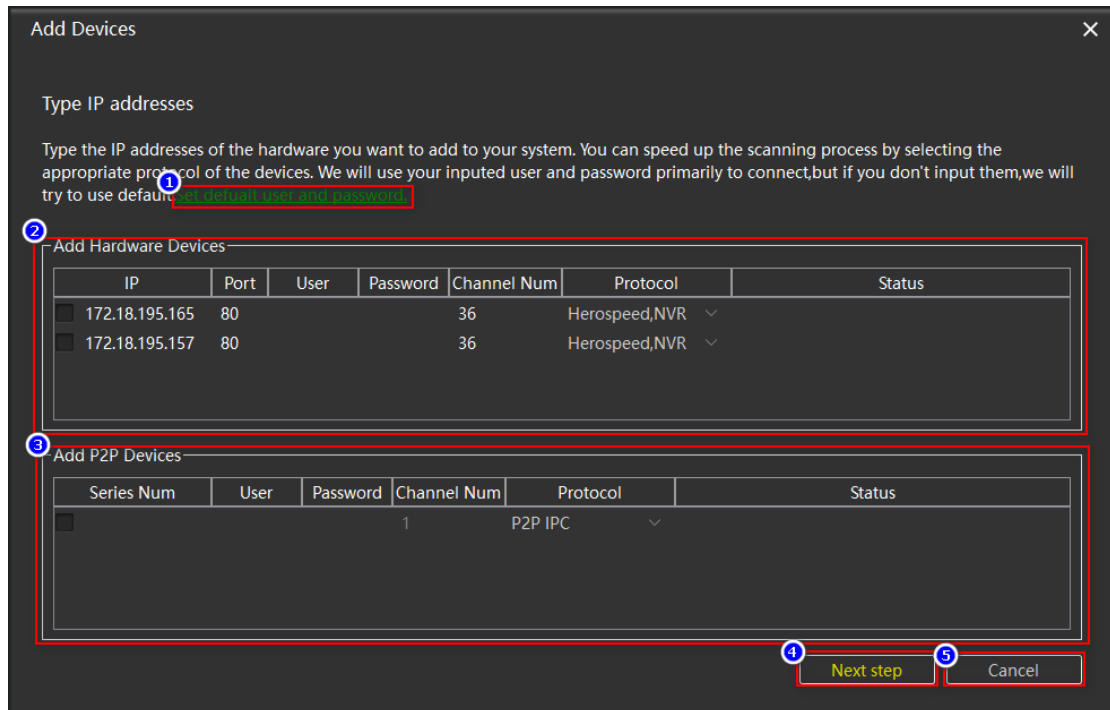 Add Devices
Type IP addresses
Type the IP addresses of the hardware you want to add to your system. You can speed up the scanning process by selecting the
appropriate protocol of the devices. We will use your inputed user and password primarily to connect,but if you don't input them,we will
1
try to use default.set defualt user and password.
2
Add Hardware Devices
IP Port User Password Channel Num Protocol Status
172.18.195.165 80 36 Herospeed,NVR
172.18.195.157 80 36 Herospeed,NVR
3
Add P2P Devices
Series Num User Password Channel Num Protocol Status
1 P2P IPC
4 5
Next step Cancel